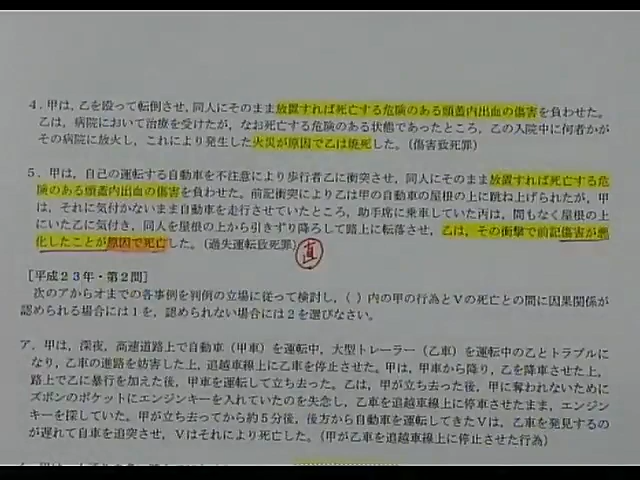 4．甲は，乙を殴って転倒させ，同人にそのまま放置すれば死亡する危険のある頭蓋内出血の傷害を負わせた。
乙は，病院において治療を受けたが，なお死亡する危険のある状態であったところ，乙の入院中に何者かが
その病院に放火し，これにより発生した火災が原因で乙は焼死した。（傷害致死罪）
5．甲は，自己の運転する自動車を不注意により歩行者乙に衝突させ，同人にそのまま放置すれば死亡する危
険のある頭蓋内出血の傷害を負わせた。前記衝突により乙は甲の自動車の屋根の上に跳ね上げられたが，甲
は，それに気付かないまま自動車を走行させていたところ，助手席に乗車していた丙は，間もなく屋根の上
にいた乙に気付き，同人を屋根の上から引きずり降ろして路上に転落させ，乙は，その衝撃で前記傷害が悪
化したことが原因で死亡した。（過失運転致死罪）
直
［平成23年・第2問］
次のアからオまでの各事例を判例の立場に従って検討し，（ ）内の甲の行為とVの死亡との間に因果関係が
認められる場合には1を，認められない場合には2を選びなさい。
ア．甲は，深夜，高速道路上で自動車（甲車）を運転中，大型トレーラー（乙車）を運転中の乙とトラブルに
なり，乙車の進路を妨害した上，追越車線上に乙車を停止させた。甲は，甲車から降り，乙を降車させた上，
路上で乙に暴行を加えた後，甲車を運転して立ち去った。乙は，甲が立ち去った後，甲に奪われないために
ズボンのポケットにエンジンキーを入れていたのを失念し，乙車を追越車線上に停車させたまま，エンジン
キーを探していた。甲が立ち去ってから約5分後，後方から自動車を運転してきたVは，乙車を発見するの
が遅れて自車を追突させ，Vはそれにより死亡した。（甲が乙車を追越車線上に停止させた行為）